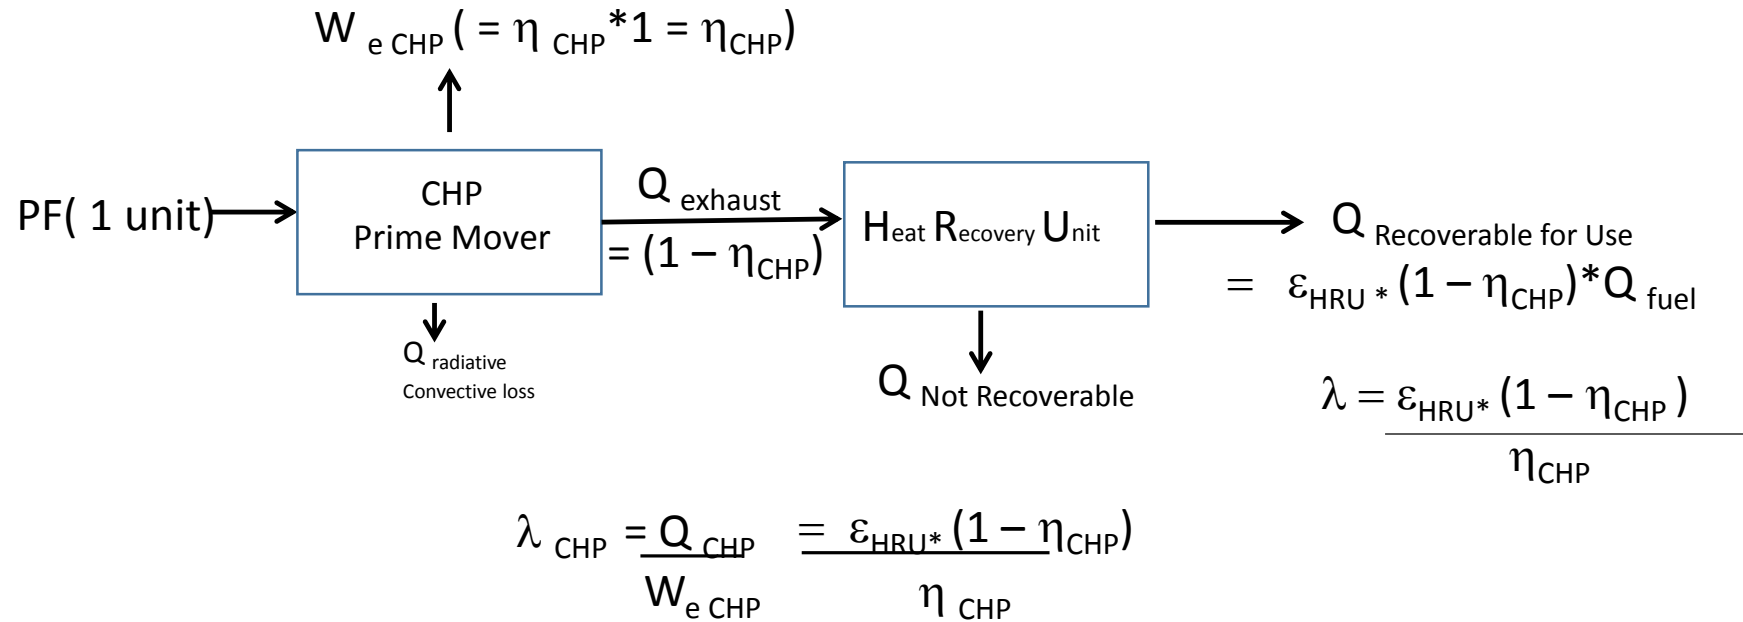 W e CHP ( = η CHP*1 = ηCHP)
PF( 1 unit)
CHP
Prime Mover
Q exhaust
= (1 – ηCHP)
Heat Recovery Unit
Q Recoverable for Use
= εHRU * (1 – ηCHP)*Q fuel
Q radiative
Convective loss
Q Not Recoverable
λ = εHRU* (1 – ηCHP )
ηCHP
λ CHP = Q CHP = εHRU* (1 – ηCHP)
We CHP η CHP